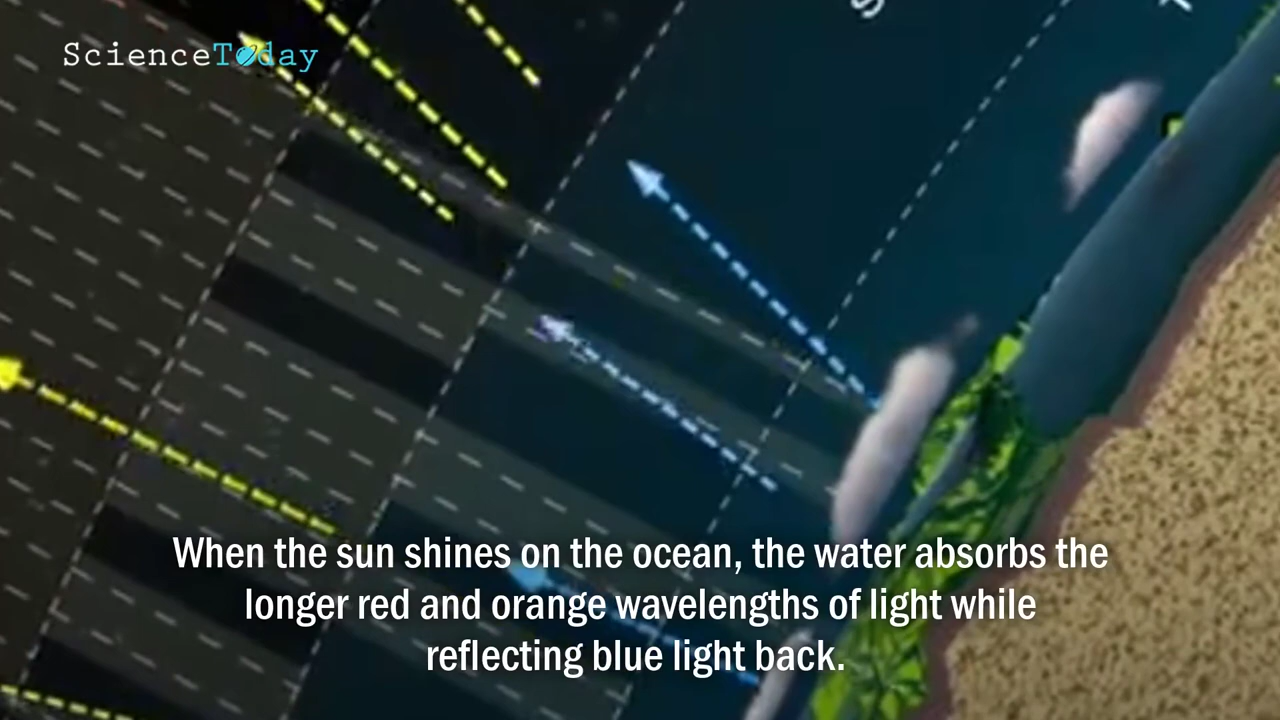 ScienceToday
When the sun shines on the ocean, the water absorbs the
longer red and orange wavelengths of light while
reflecting blue light back.